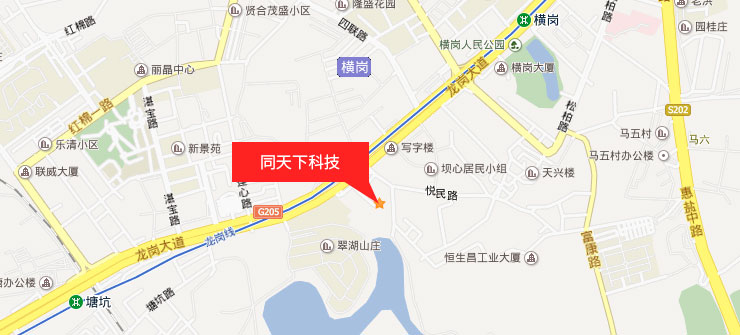 贤合茂盛小区
隆盛花园
老洪
红棉路
四联路
横岗
园桂庄
横岗人民公园
丽晶中心
横岗
龙岗大道
横岗大厦
湛宝路
红棉一路
松柏路
S202
乐清小区
新景苑
写字楼
马五村
马六
同天下科技
马五村办公楼
联威大厦
坝心居民小组
天兴楼
心路
悦民路
湛宝路
G205
惠盐中路
龙岗大道
龙岗线
翠湖山庄
恒生昌工业大厦
富康路
办公楼
塘坑
塘坑路